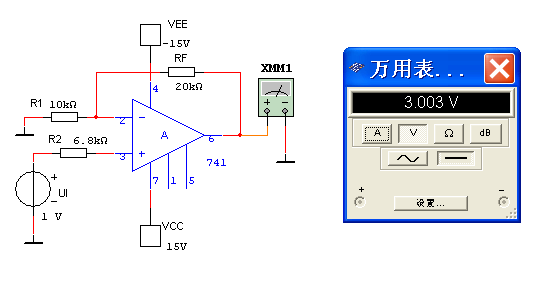 VEE
-15V
RF
20kΩ
XMM1
R1 10kΩ
4
2
A
6
741
R2 6.8kΩ
3
7 1 5
UI
1 V
VCC
15V
万用表...
3.003 V
A V Ω dB
设置...